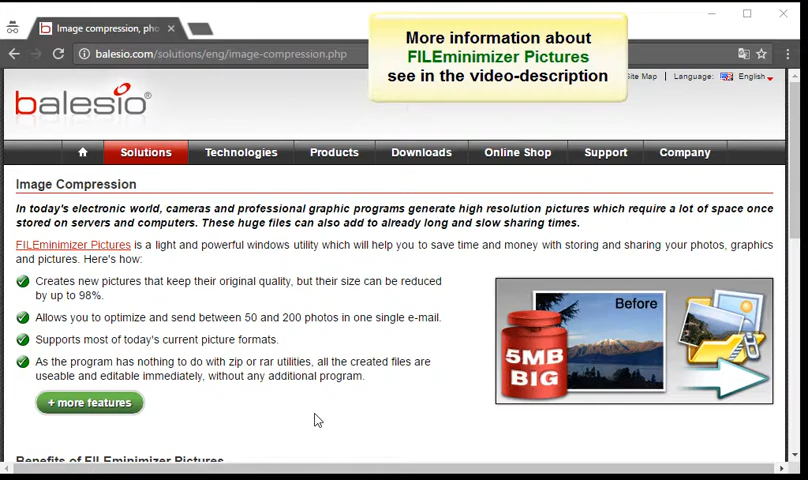 Image compression, pho
More information about
FILEminimizer Pictures
see in the video-description
balesio.com/solutions/eng/image-compression.php
Site Map | Language: English
balesio®
Solutions Technologies Products Downloads Online Shop Support Company
Image Compression
In today's electronic world, cameras and professional graphic programs generate high resolution pictures which require a lot of space once
stored on servers and computers. These huge files can also add to already long and slow sharing times.
FILEminimizer Pictures is a light and powerful windows utility which will help you to save time and money with storing and sharing your photos, graphics
and pictures. Here's how:
Creates new pictures that keep their original quality, but their size can be reduced
by up to 98%.
Allows you to optimize and send between 50 and 200 photos in one single e-mail.
Supports most of today's current picture formats.
As the program has nothing to do with zip or rar utilities, all the created files are
useable and editable immediately, without any additional program.
+ more features
Before
5MB
BIG
Benefits of FILEminimizer Pictures